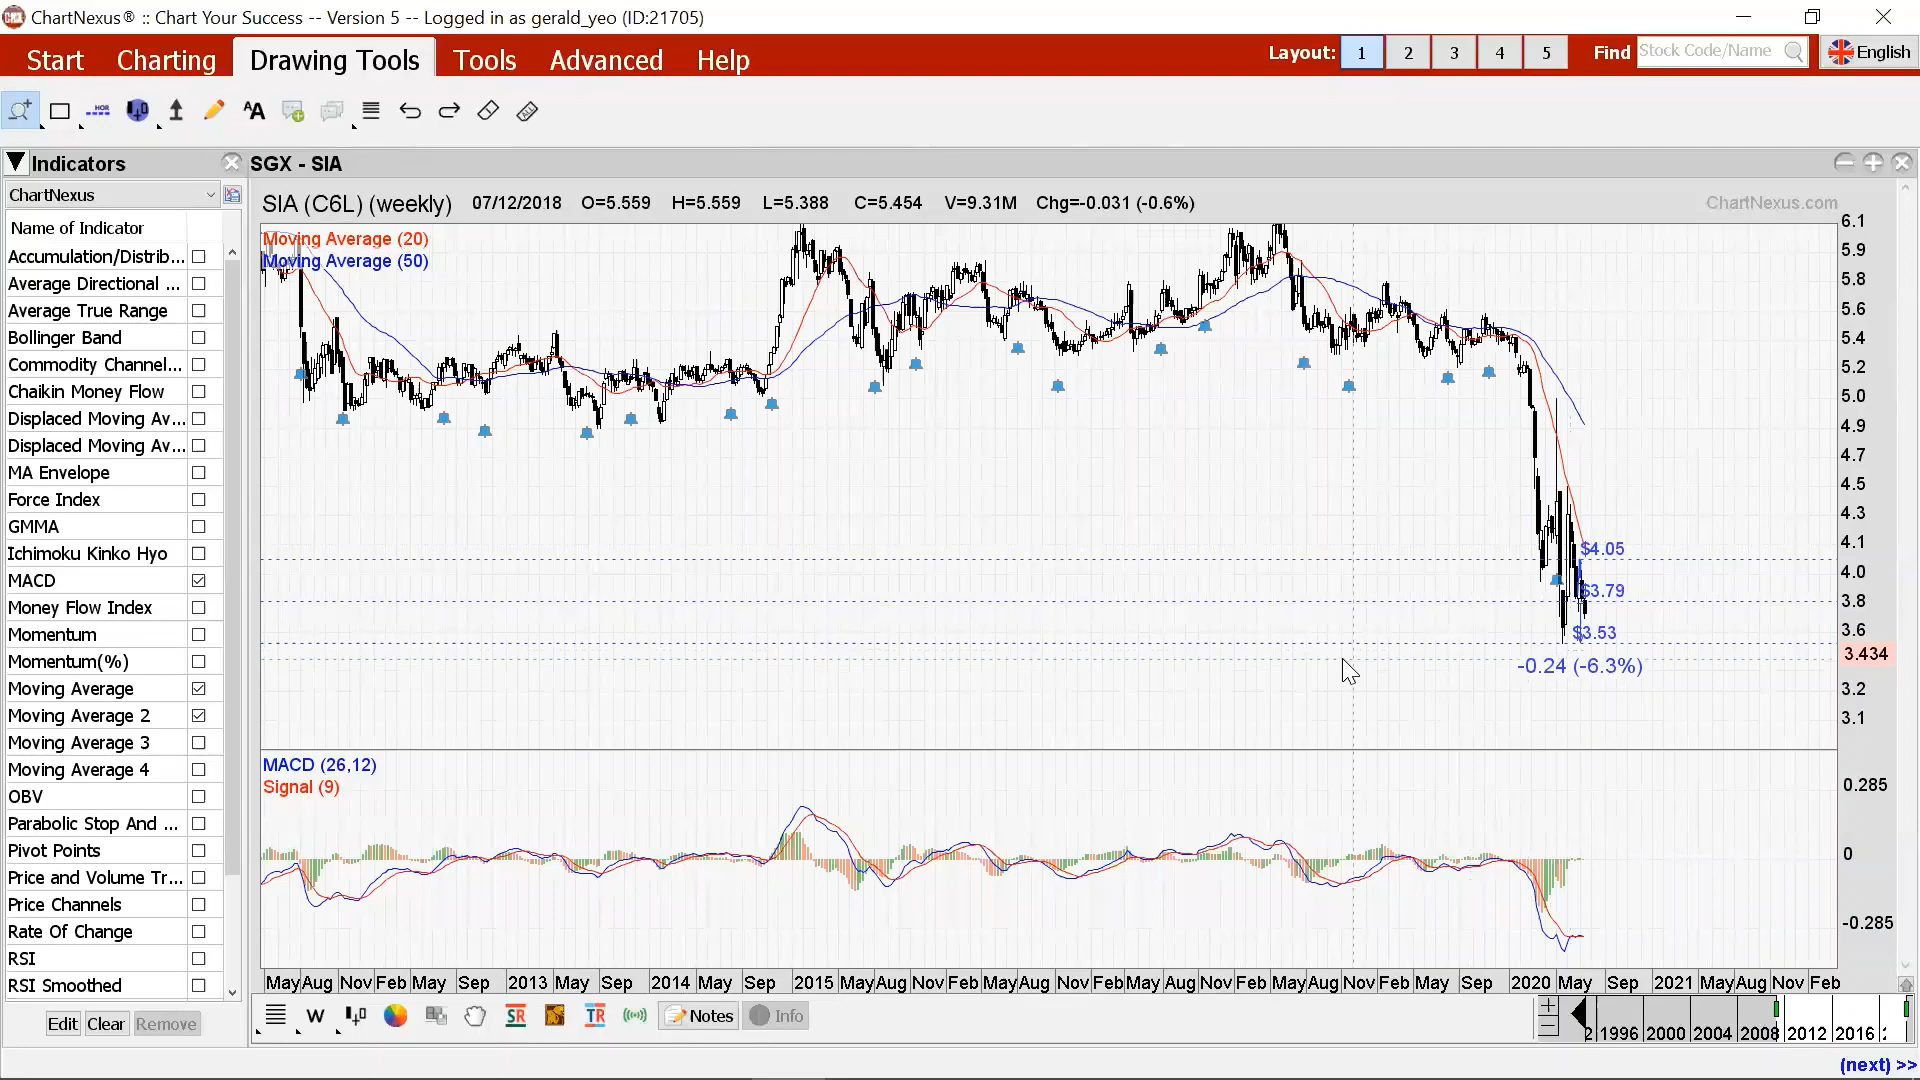 ChartNexus® :: Chart Your Success -- Version 5 -- Logged in as gerald_yeo (ID:21705)
Start Charting Drawing Tools Tools Advanced Help Layout: 1 2 3 4 5 Find Stock Code/Name English
HOR AA ALL
Indicators
ChartNexus
Name of Indicator
Accumulation/Distrib...
Average Directional ...
Average True Range
Bollinger Band
Commodity Channel...
Chaikin Money Flow
Displaced Moving Av...
Displaced Moving Av...
MA Envelope
Force Index
GMMA
Ichimoku Kinko Hyo
MACD
Money Flow Index
Momentum
Momentum(%)
Moving Average
Moving Average 2
Moving Average 3
Moving Average 4
OBV
Parabolic Stop And ...
Pivot Points
Price and Volume Tr...
Price Channels
Rate Of Change
RSI
RSI Smoothed
Edit Clear Remove
SGX - SIA
SIA (C6L) (weekly) 07/12/2018 O=5.559 H=5.559 L=5.388 C=5.454 V=9.31M Chg=-0.031 (-0.6%)
ChartNexus.com
Moving Average (20)
Moving Average (50)
6.1
5.9
5.8
5.6
5.4
5.2
5.0
4.9
4.7
4.5
4.3
4.1
4.0
3.8
3.6
3.434
3.2
3.1
$4.05
$3.79
$3.53
-0.24 (-6.3%)
MACD (26,12)
Signal (9)
0.285
0
-0.285
May Aug Nov Feb May Sep 2013 May Sep 2014 May Sep 2015 May Aug Nov Feb May Aug Nov Feb May Aug Nov Feb May Aug Nov Feb May Sep 2020 May Sep 2021 May Aug Nov Feb
W SR TR Notes Info
1996 2000 2004 2008 2012 2016
(next) >>